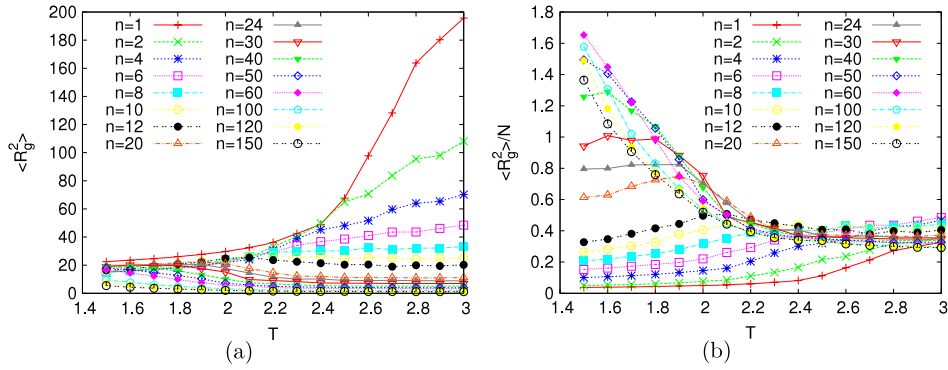 200
180
160
140
120
100
80
60
40
20
0
<R_g^2>
n=1
n=2
n=4
n=6
n=8
n=10
n=12
n=20
n=24
n=30
n=40
n=50
n=60
n=100
n=120
n=150
1.4 1.6 1.8 2 2.2 2.4 2.6 2.8 3
T
(a)
1.8
1.6
1.4
1.2
1
0.8
0.6
0.4
0.2
0
<R_g^2>/N
n=1
n=2
n=4
n=6
n=8
n=10
n=12
n=20
n=24
n=30
n=40
n=50
n=60
n=100
n=120
n=150
1.4 1.6 1.8 2 2.2 2.4 2.6 2.8 3
T
(b)